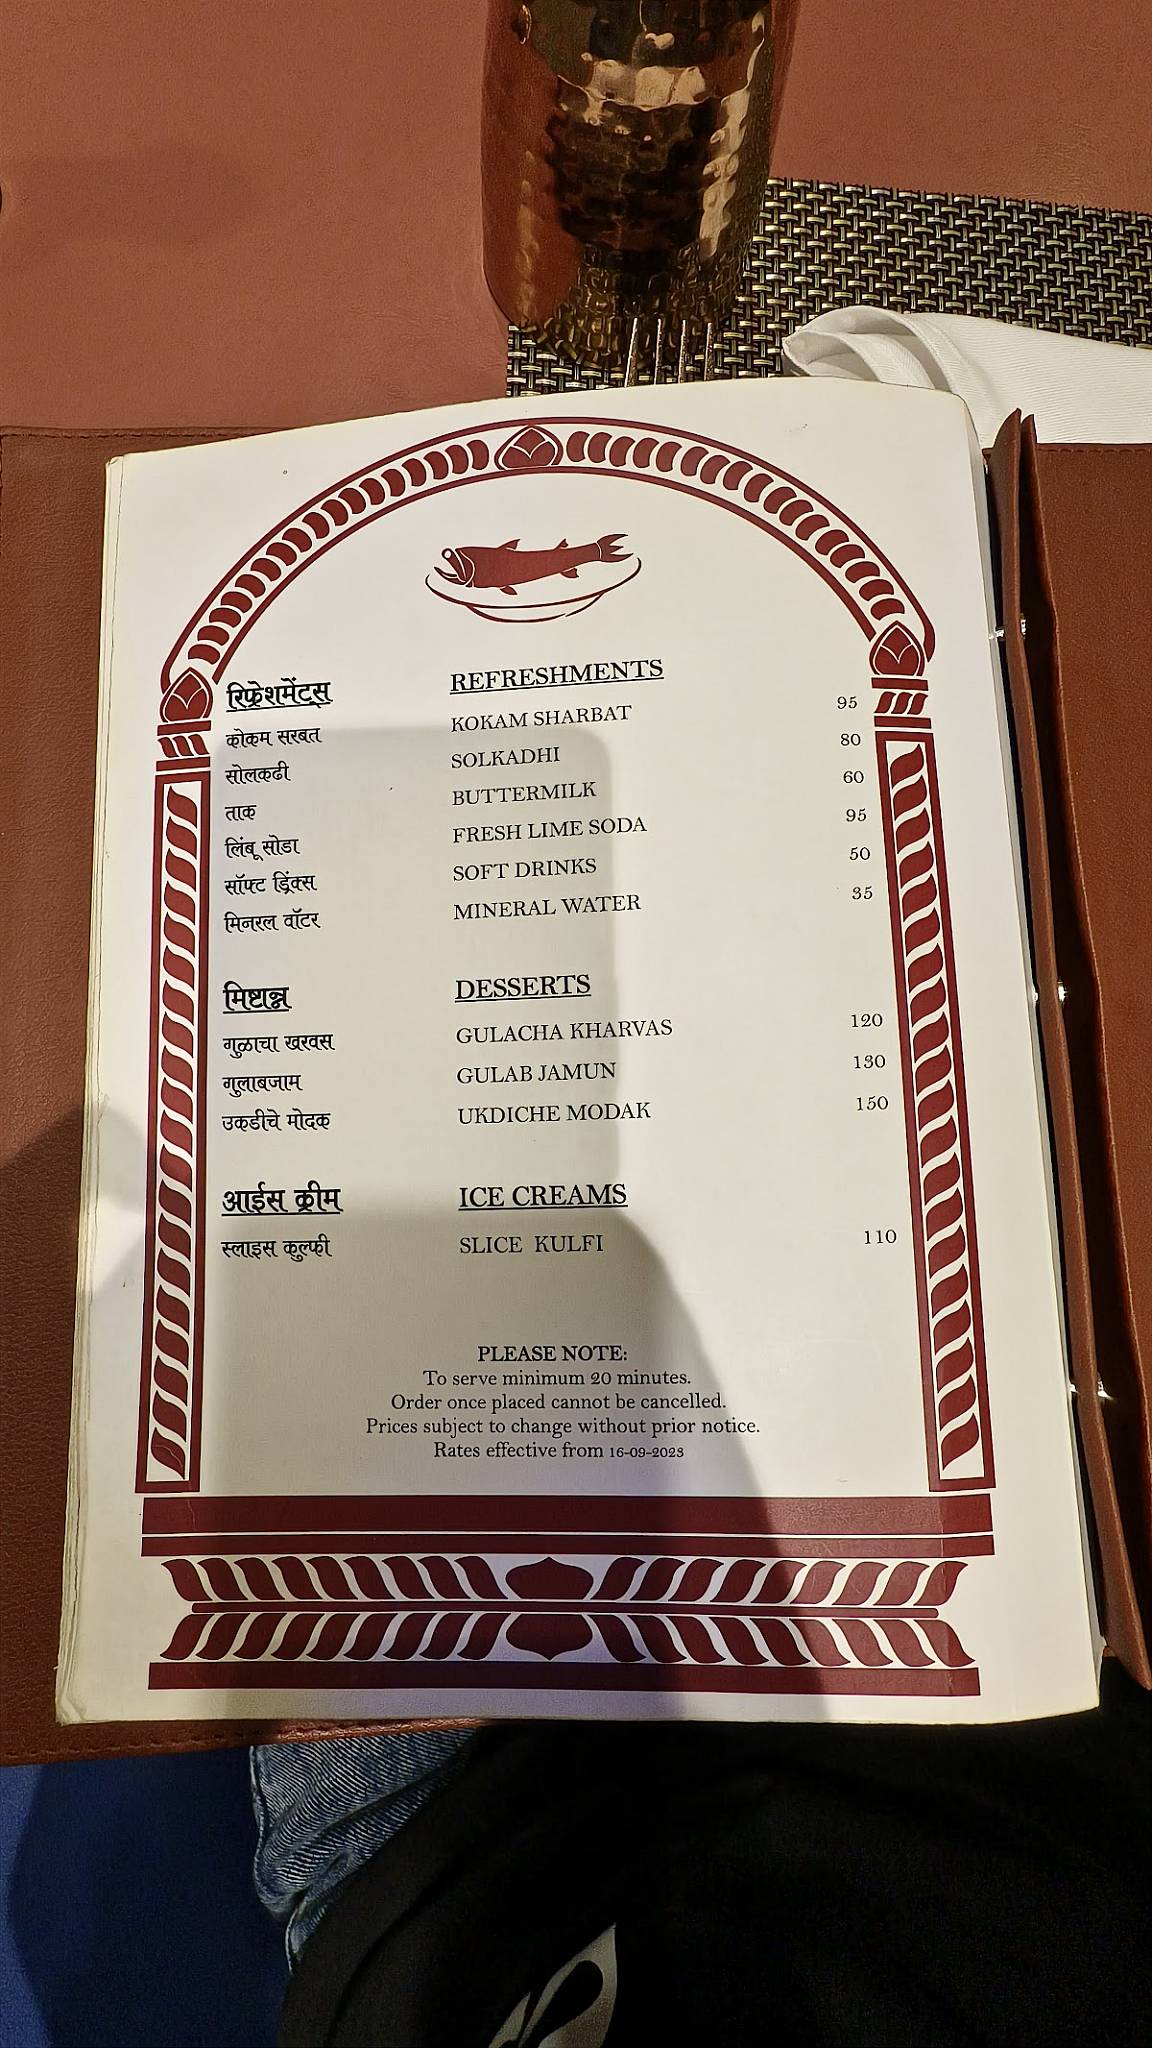 रिफ्रेशमेंट्स REFRESHMENTS
कोकम सरबत KOKAM SHARBAT 95
सोलकढी SOLKADHI 80
ताक BUTTERMILK 60
लिंबू सोडा FRESH LIME SODA 95
सॉफ्ट ड्रिंक्स SOFT DRINKS 50
मिनरल वॉटर MINERAL WATER 35
मिष्टान्न DESSERTS
गुळाचा खरवस GULACHA KHARVAS 120
गुलाबजाम GULAB JAMUN 130
उकडीचे मोदक UKDICHE MODAK 150
आईस क्रीम ICE CREAMS
स्लाइस कुल्फी SLICE KULFI 110
PLEASE NOTE:
To serve minimum 20 minutes.
Order once placed cannot be cancelled.
Prices subject to change without prior notice.
Rates effective from 16-09-2023